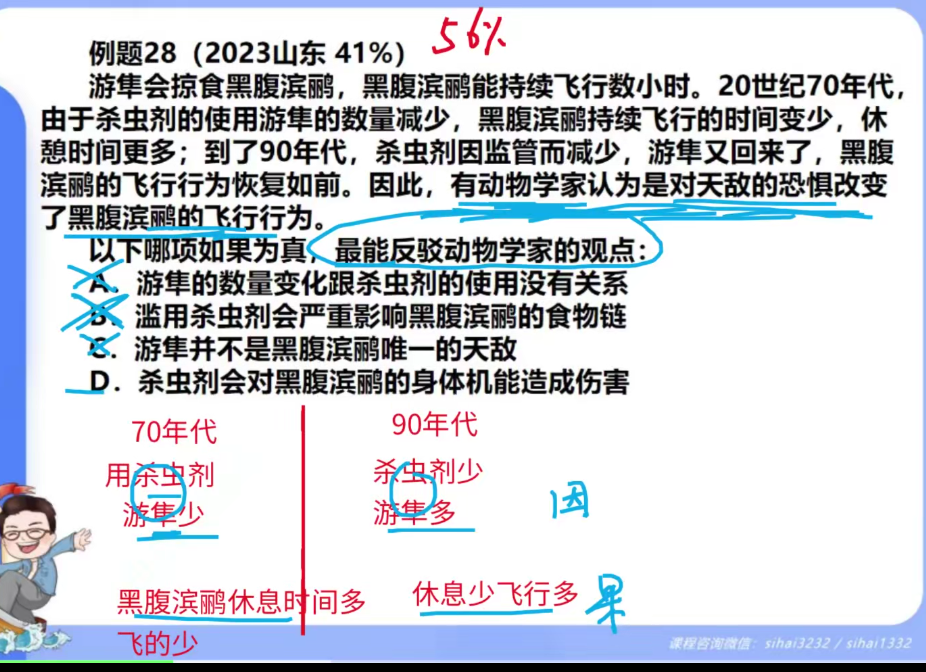 56%
例题28（2023山东 41%）
游隼会掠食黑腹滨鹬，黑腹滨鹬能持续飞行数小时。20世纪70年代，
由于杀虫剂的使用游隼的数量减少，黑腹滨鹬持续飞行的时间变少，休
憩时间更多；到了90年代，杀虫剂因监管而减少，游隼又回来了，黑腹
滨鹬的飞行行为恢复如前。因此，有动物学家认为是对天敌的恐惧改变
了黑腹滨鹬的飞行行为。
以下哪项如果为真，最能反驳动物学家的观点：
A．游隼的数量变化跟杀虫剂的使用没有关系
B．滥用杀虫剂会严重影响黑腹滨鹬的食物链
C．游隼并不是黑腹滨鹬唯一的天敌
D．杀虫剂会对黑腹滨鹬的身体机能造成伤害
70年代
90年代
用杀虫剂
杀虫剂少
游隼少
游隼多
因
黑腹滨鹬休息时间多
休息少飞行多
果
飞的少
课程咨询微信：sihai3232 / sihai1332